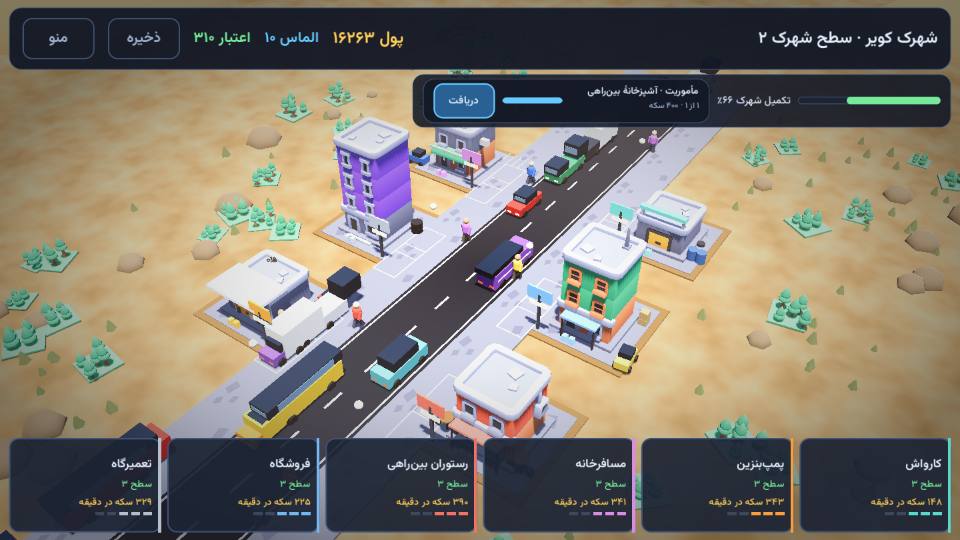 شهرک کویر · سطح شهرک ۲
پول ۱۶۲۶۳
الماس ۱۰
اعتبار ۳۱۰
ذخیره
منو
تکمیل شهرک ۶۶٪
مأموریت · آشپزخانهٔ بین‌راهی
۱ از ۱ · ۴۰۰ سکه
دریافت
کارواش
سطح ۳
۱۴۸ سکه در دقیقه
پمپ‌بنزین
سطح ۳
۳۴۳ سکه در دقیقه
مسافرخانه
سطح ۳
۳۴۱ سکه در دقیقه
رستوران بین‌راهی
سطح ۳
۳۹۰ سکه در دقیقه
فروشگاه
سطح ۳
۲۲۵ سکه در دقیقه
تعمیرگاه
سطح ۳
۳۲۹ سکه در دقیقه